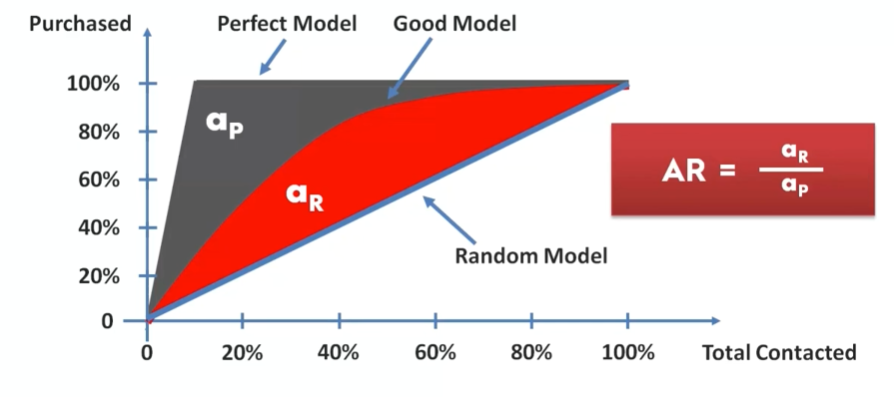 Purchased
Perfect Model
Good Model
100%
80%
60%
40%
20%
0
aP
aR
AR = aR / aP
Random Model
0 20% 40% 60% 80% 100%
Total Contacted